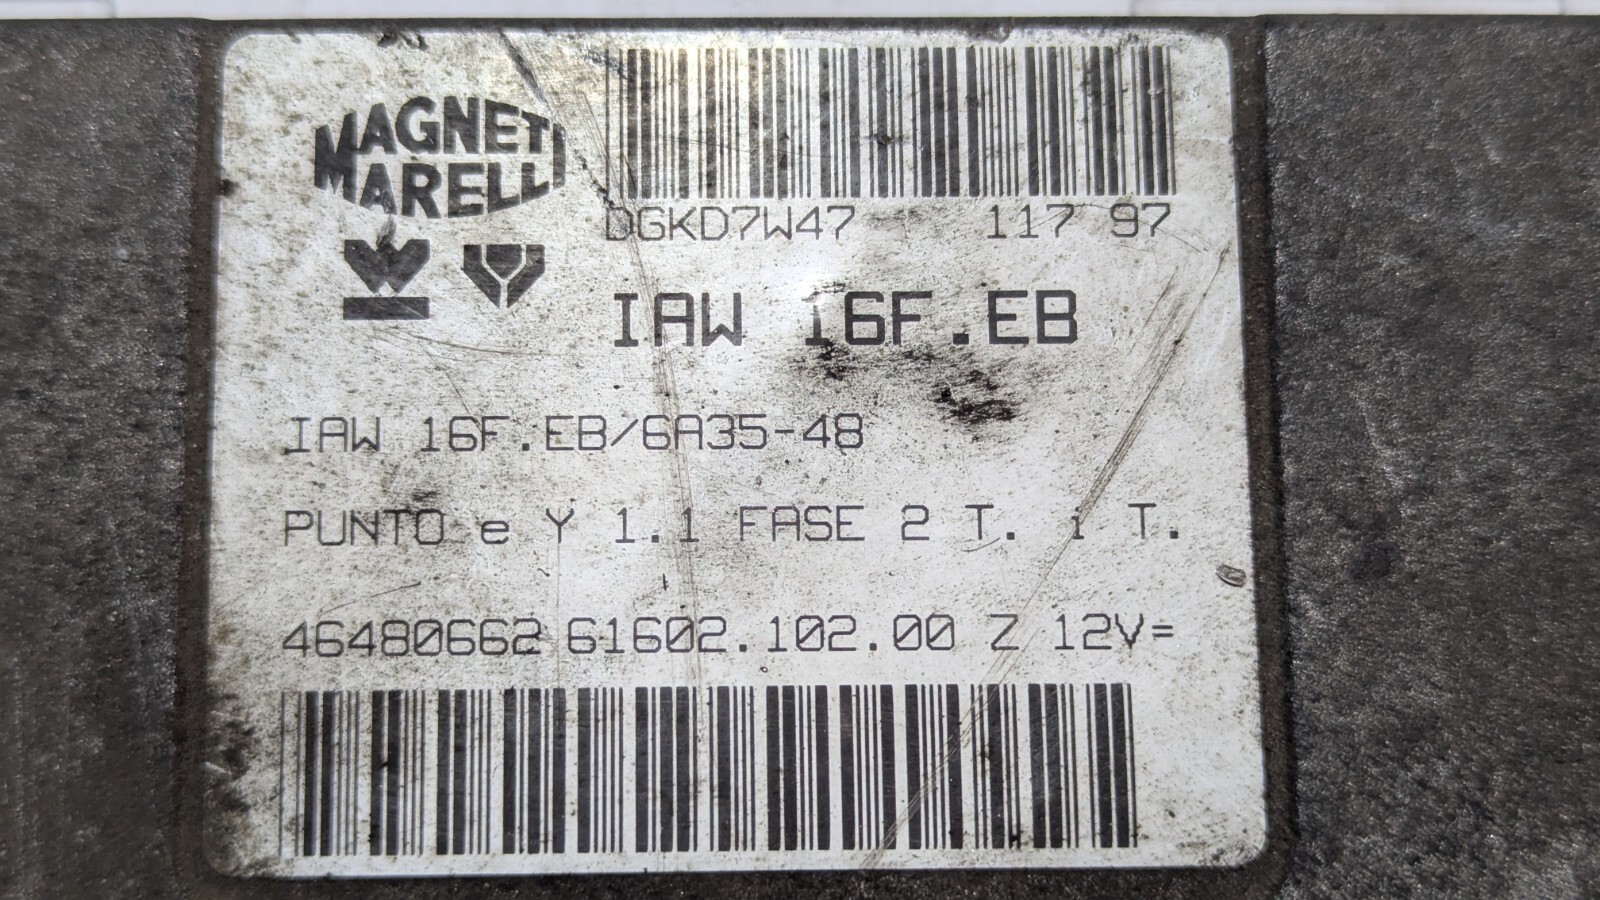 MAGNETI
MARELLI
DGKD7W47 117 97
IAW 16F.EB
IAW 16F.EB/6A35-48
PUNTO e Y 1.1 FASE 2 T. i T.
46480662 61602.102.00 Z 12V=